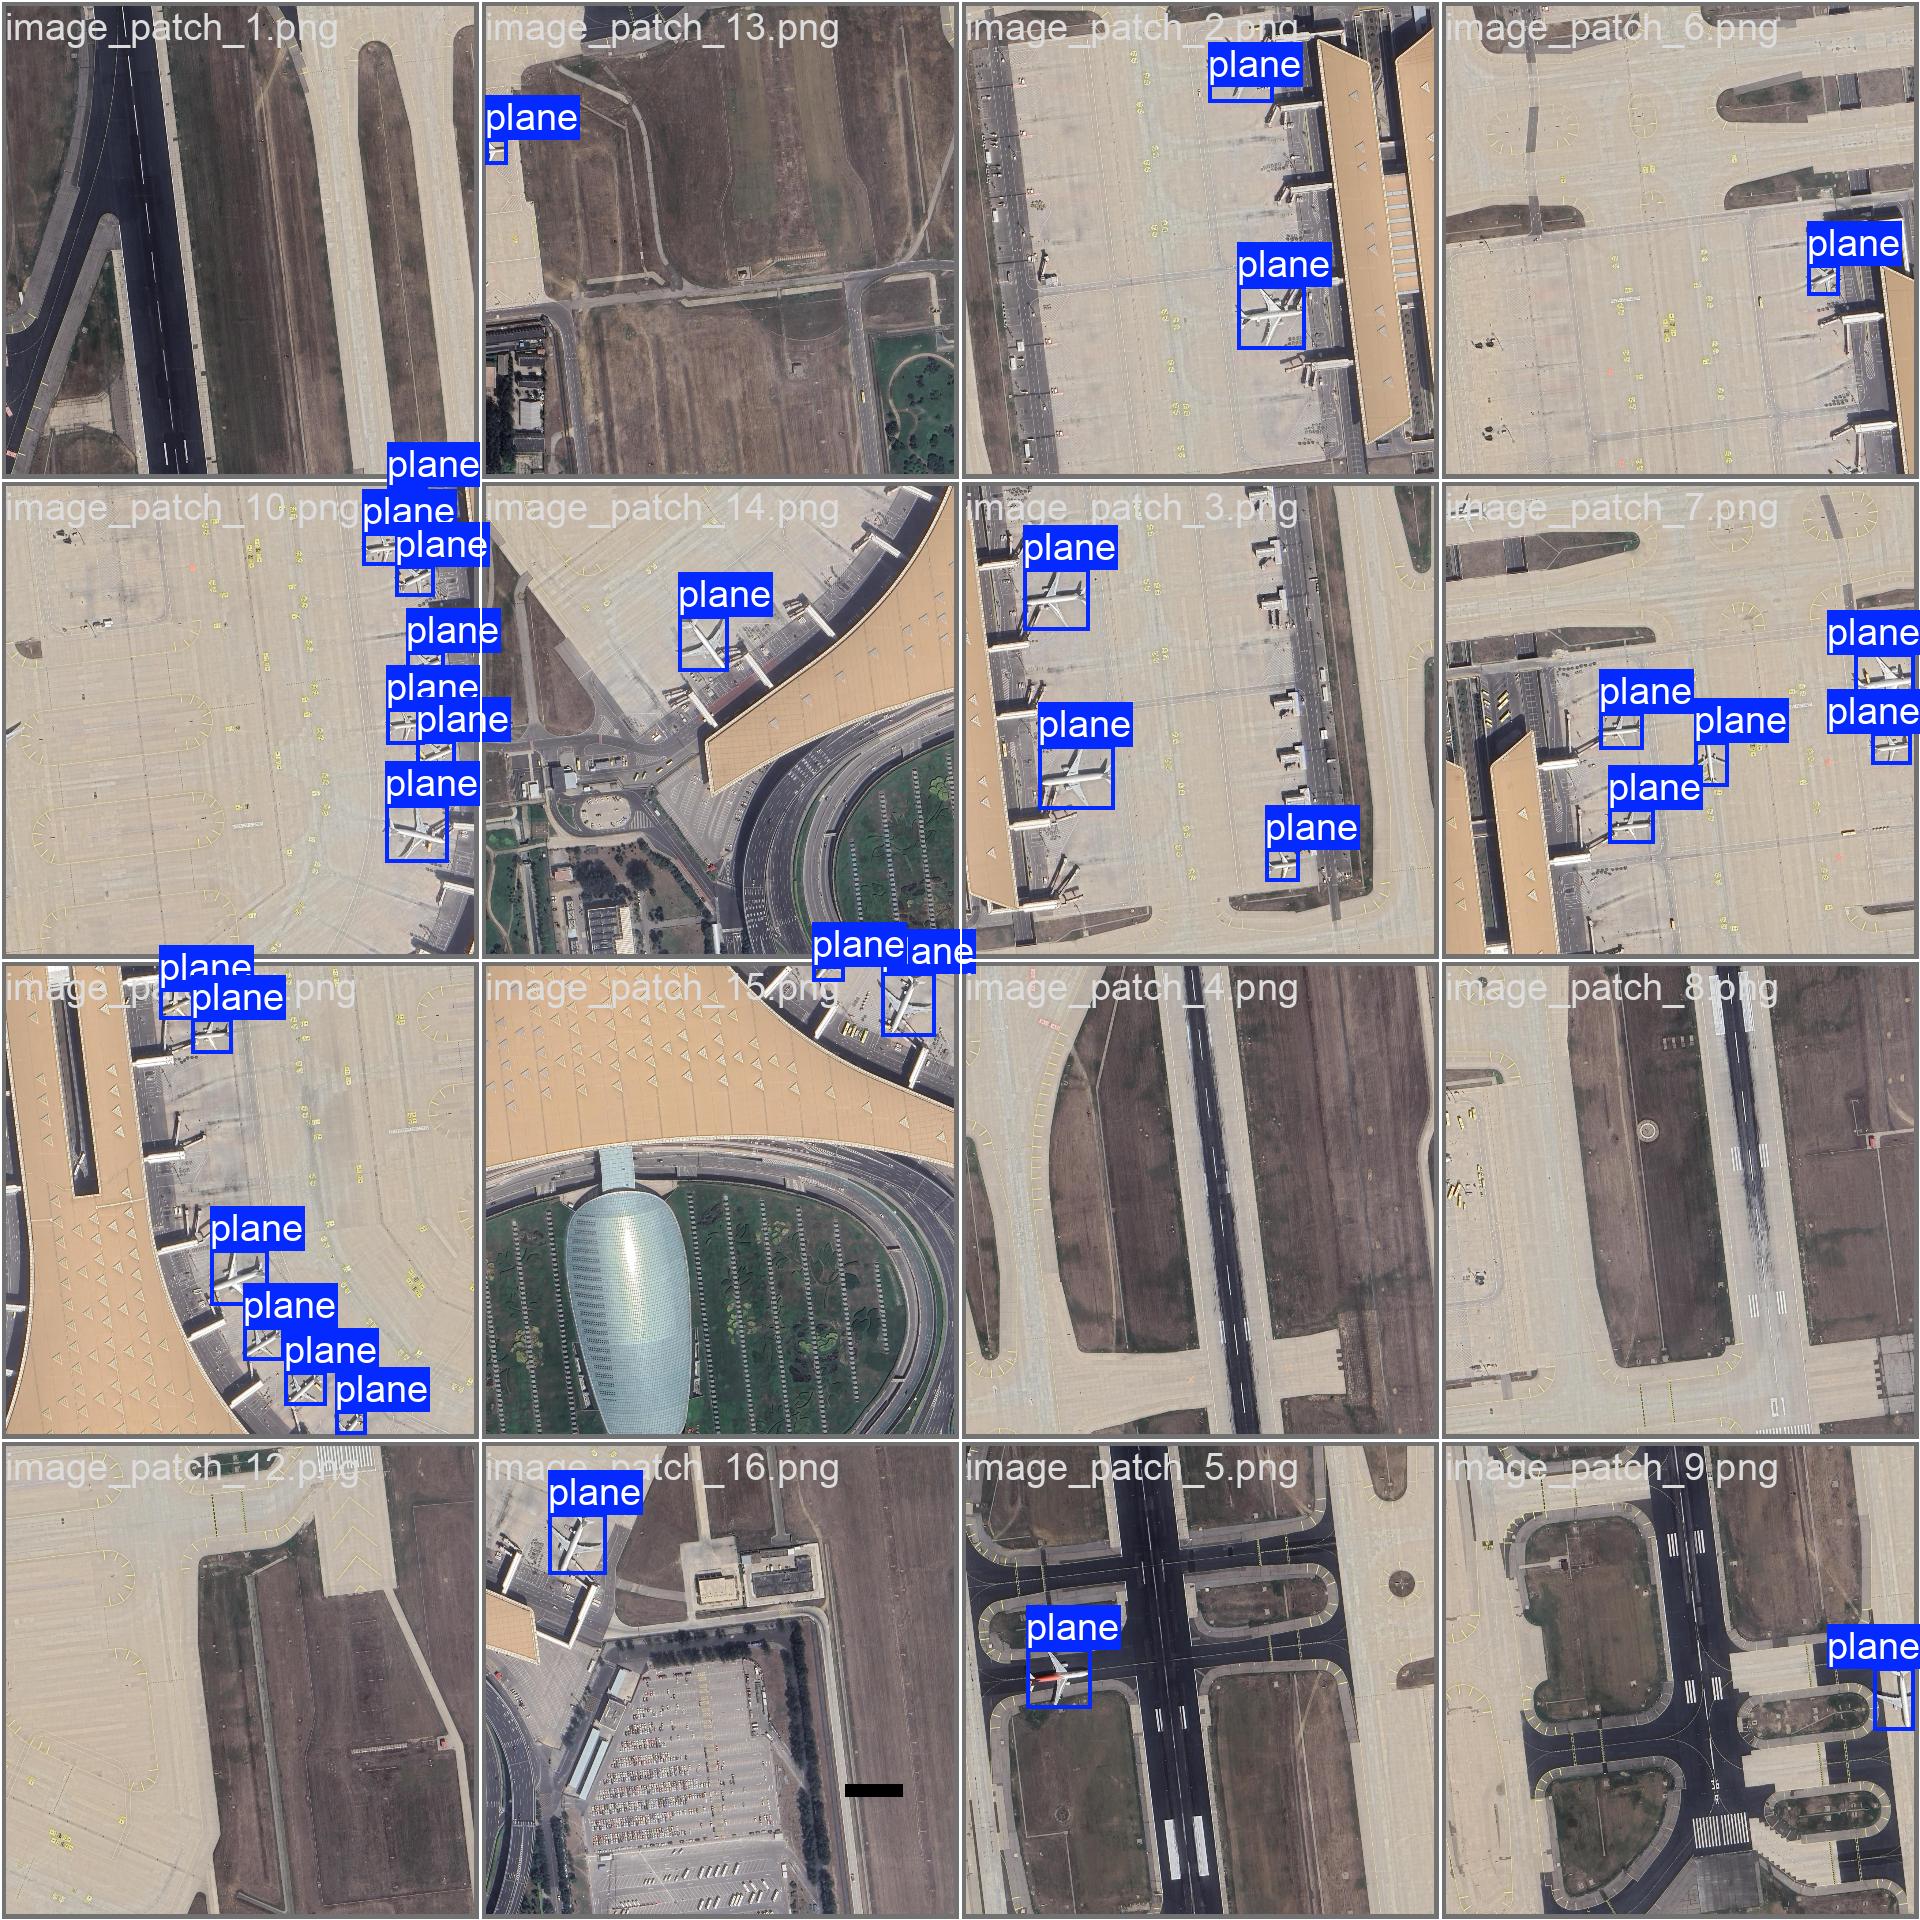 image_patch_1.png
image_patch_13.png
plane
image_patch_2.png
plane
plane
image_patch_6.png
plane
image_patch_10.png
plane
plane
plane
plane
plane
plane
plane
image_patch_14.png
plane
image_patch_3.png
plane
plane
plane
image_patch_7.png
plane
plane
plane
plane
plane
.png
plane
plane
plane
plane
plane
plane
image_patch_15.png
plane
lane
image_patch_4.png
image_patch_8.png
image_patch_12.png
image_patch_16.png
plane
image_patch_5.png
plane
image_patch_9.png
plane